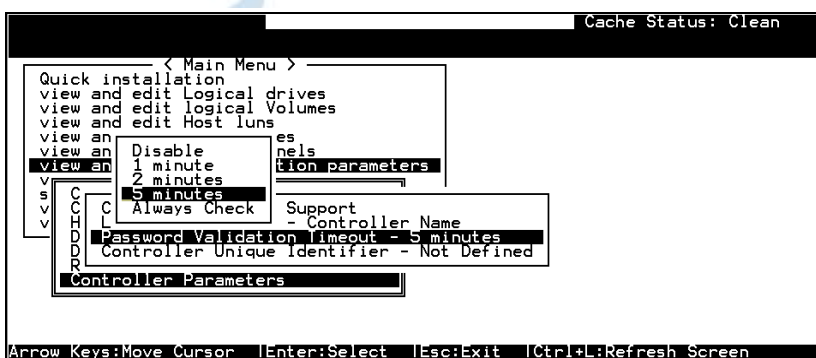 Cache Status: Clean
< Main Menu >
Quick installation
view and edit Logical drives
view and edit logical Volumes
view and edit Host luns
view an es
view an nels
view an tion parameters
v
s
v
v
Disable
1 minute
2 minutes
5 minutes
Always Check
C
C
H
D
D
R
Controller Parameters
C Support
L - Controller Name
Password Validation Timeout - 5 minutes
Controller Unique Identifier - Not Defined
Arrow Keys:Move Cursor |Enter:Select |Esc:Exit |Ctrl+L:Refresh Screen